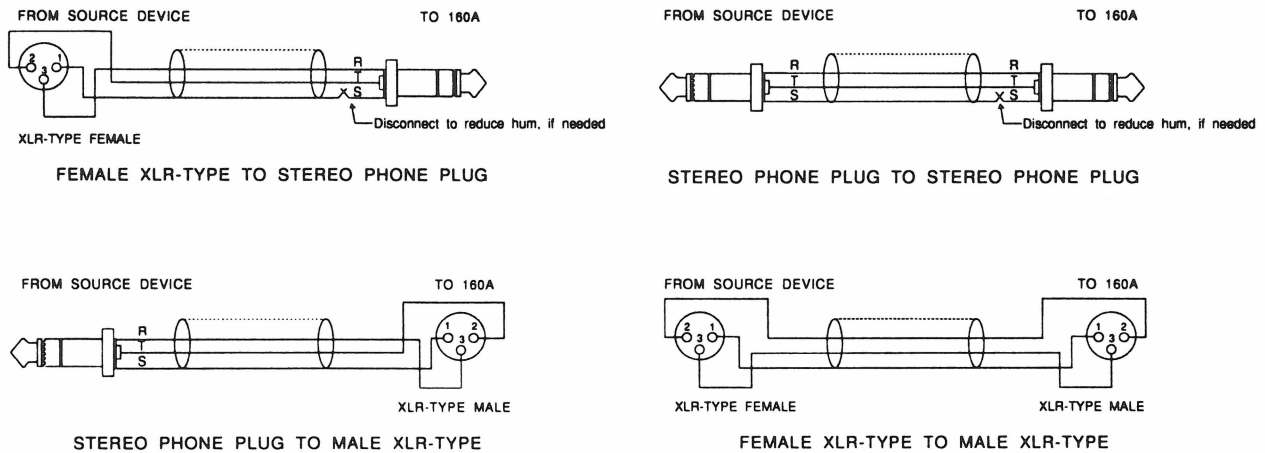 FROM SOURCE DEVICE TO 160A
2 3 1
R
T
S
Disconnect to reduce hum, if needed
XLR-TYPE FEMALE
FEMALE XLR-TYPE TO STEREO PHONE PLUG
FROM SOURCE DEVICE TO 160A
R R
T T
S S
Disconnect to reduce hum, if needed
STEREO PHONE PLUG TO STEREO PHONE PLUG
FROM SOURCE DEVICE TO 160A
R
T
S
1 3 2
XLR-TYPE MALE
STEREO PHONE PLUG TO MALE XLR-TYPE
FROM SOURCE DEVICE TO 160A
2 3 1
1 3 2
XLR-TYPE FEMALE XLR-TYPE MALE
FEMALE XLR-TYPE TO MALE XLR-TYPE